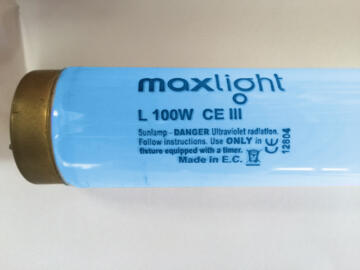 maxlight
L 100W CE III
Sunlamp - DANGER Ultraviolet radiation.
Follow instructions. Use ONLY in
fixture equipped with a timer.
Made in E.C.
CE
12804